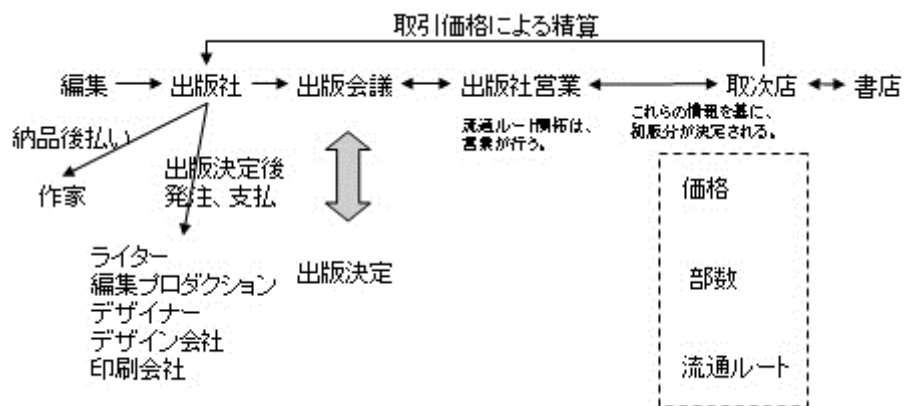 取引価格による精算
編集
出版社
出版会議
出版社営業
取次店
書店
流通ルート開拓は、
営業が行う。
これらの情報を基に、
初版分が決定される。
納品後払い
作家
出版決定後
発注、支払
ライター
編集プロダクション
デザイナー
デザイン会社
印刷会社
出版決定
価格
部数
流通ルート